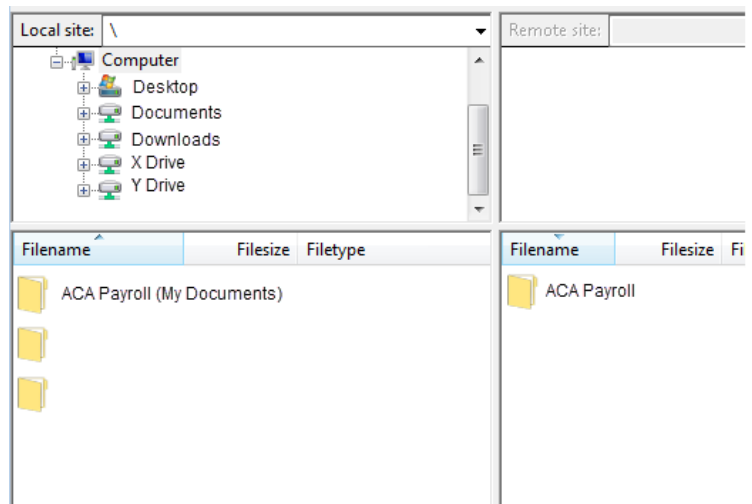 Local site: \
Computer
Desktop
Documents
Downloads
X Drive
Y Drive
Remote site:
Filename Filesize Filetype
ACA Payroll (My Documents)
Filename Filesize Fi
ACA Payroll